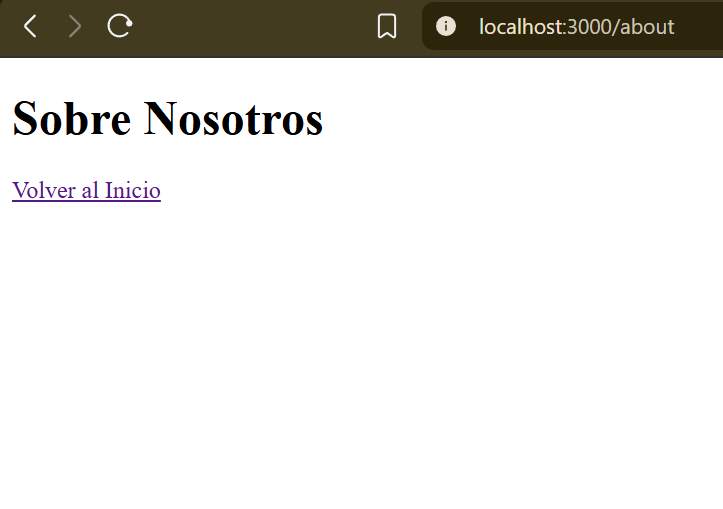 localhost:3000/about
Sobre Nosotros
Volver al Inicio